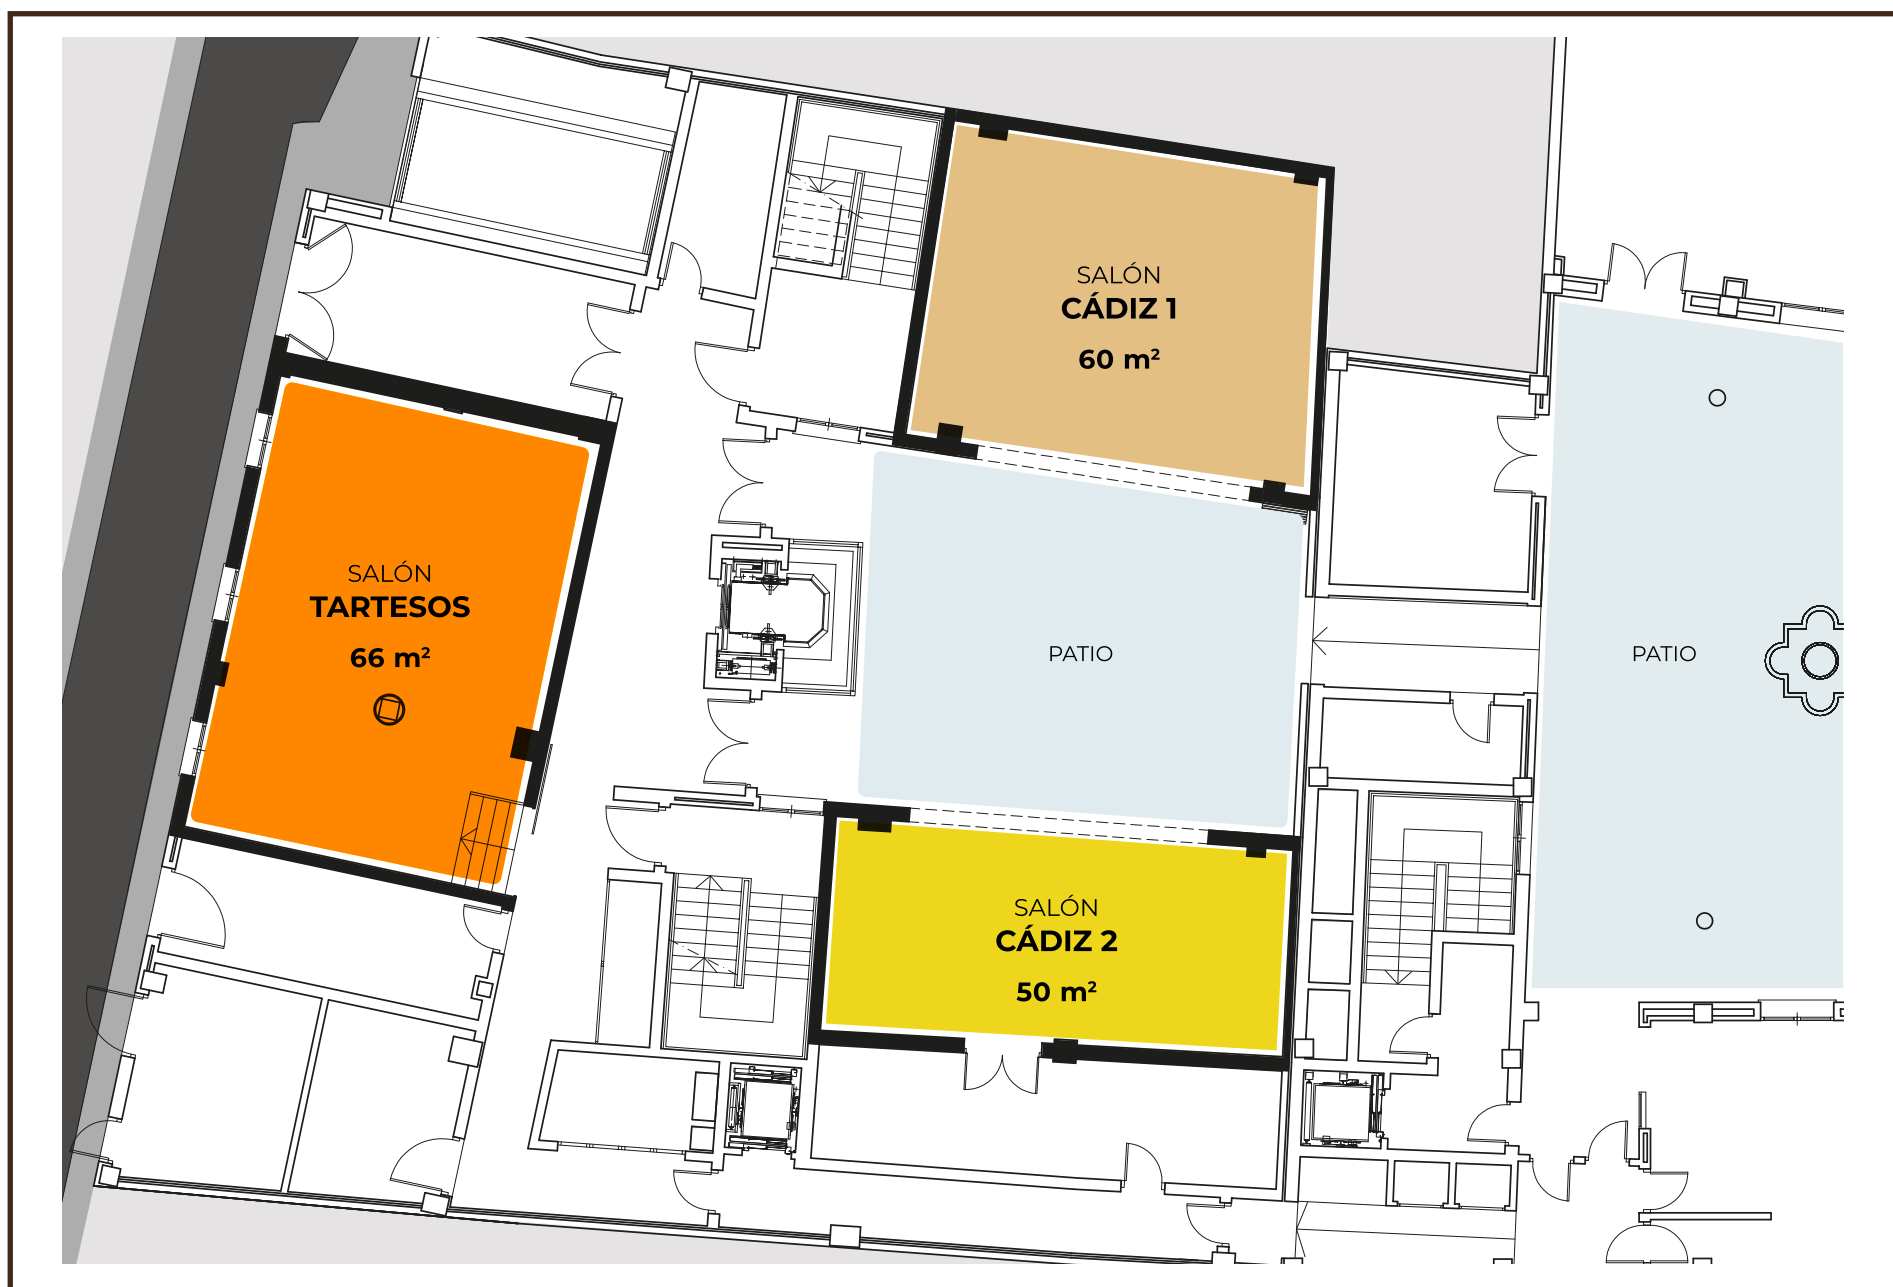 SALÓN
CÁDIZ 1
60 m²
SALÓN
TARTESOS
66 m²
PATIO
PATIO
SALÓN
CÁDIZ 2
50 m²